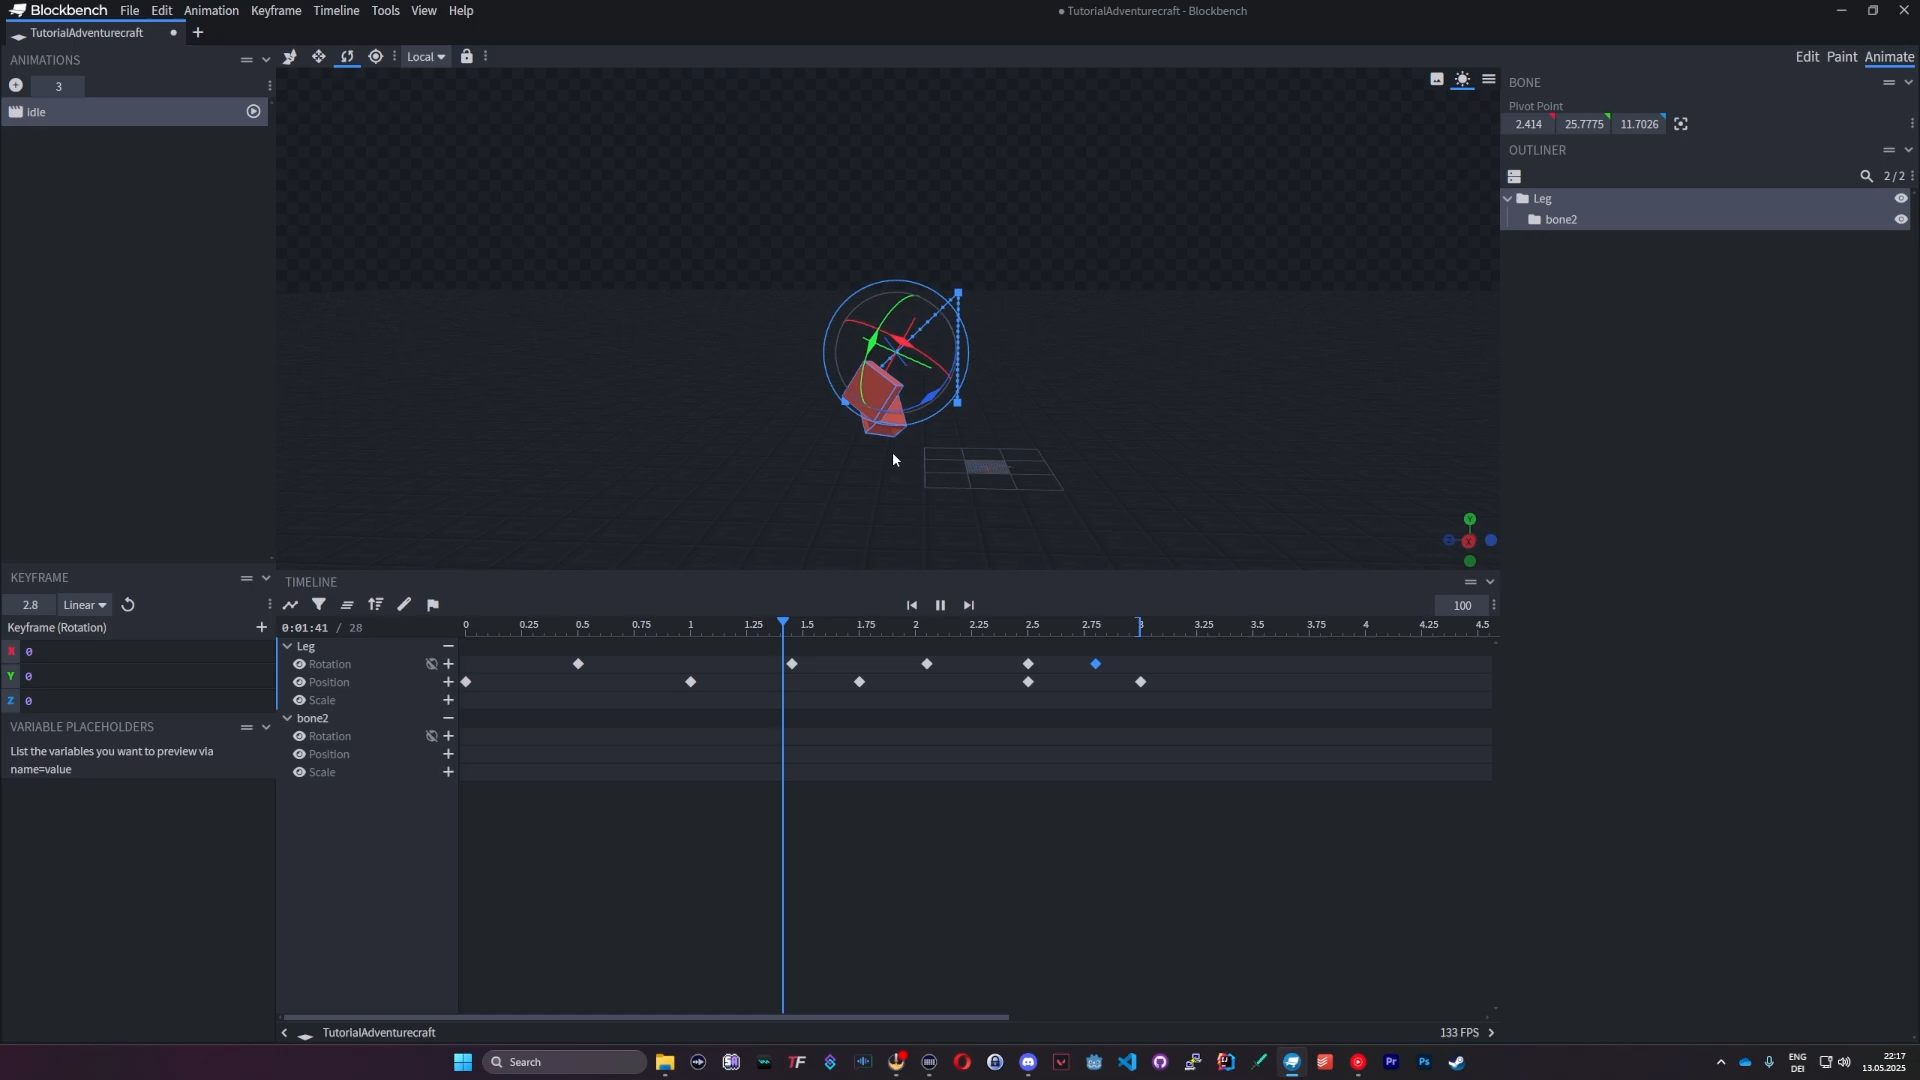 Blockbench File Edit Animation Keyframe Timeline Tools View Help
TutorialAdventurecraft - Blockbench
TutorialAdventurecraft
ANIMATIONS
Local
Edit Paint Animate
3
idle
BONE
Pivot Point
2.414 25.7775 11.7026
OUTLINER
2 / 2
Leg
bone2
Y
Z X
KEYFRAME
2.8 Linear
Keyframe (Rotation)
X 0
Y 0
Z 0
VARIABLE PLACEHOLDERS
List the variables you want to preview via
name=value
TIMELINE
100
0:01:41 / 28
0 0.25 0.5 0.75 1 1.25 1.5 1.75 2 2.25 2.5 2.75 3 3.25 3.5 3.75 4 4.25 4.5
Leg
Rotation
Position
Scale
bone2
Rotation
Position
Scale
TutorialAdventurecraft
133 FPS
Search
TF
Pr
Ps
ENG
DEI
22:17
13.05.2025